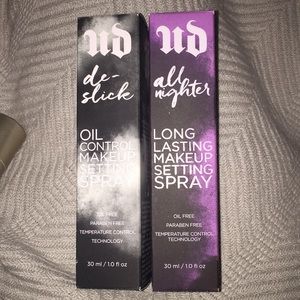 ud
de-
slick
OIL
CONTROL
MAKEUP
SETTING
SPRAY
OIL FREE
PARABEN FREE
TEMPERATURE CONTROL
TECHNOLOGY
30 ml / 1.0 fl oz
ud
all
nighter
LONG
LASTING
MAKEUP
SETTING
SPRAY
OIL FREE
PARABEN FREE
TEMPERATURE CONTROL
TECHNOLOGY
30 ml / 1.0 fl oz